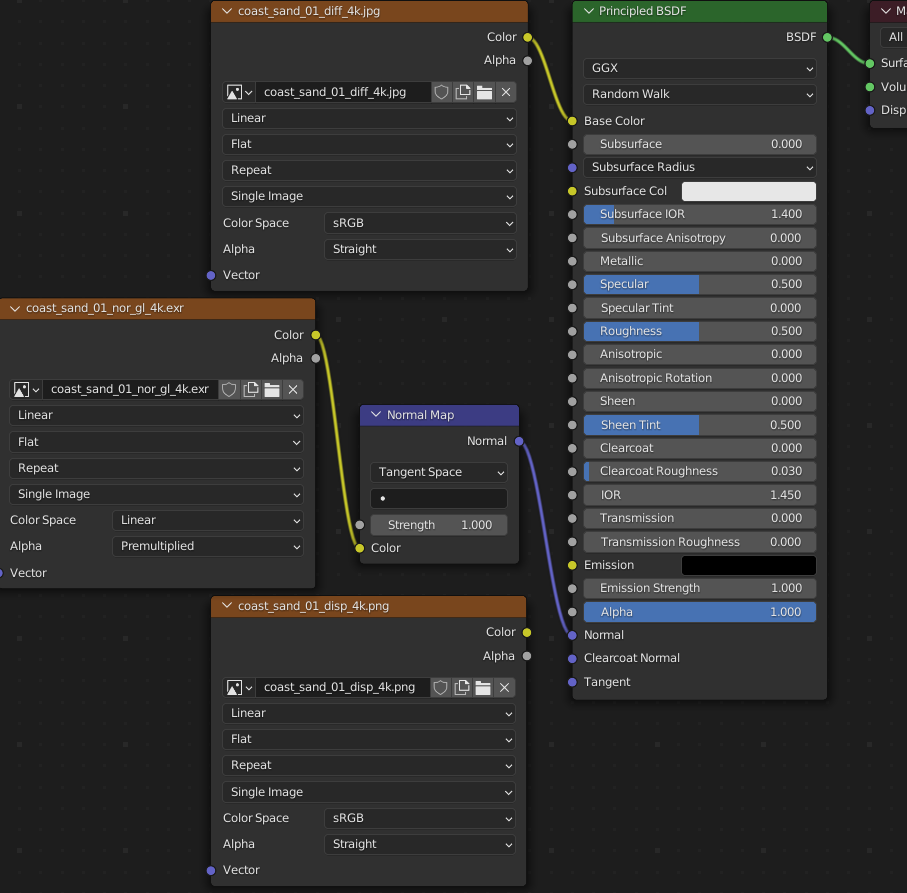 coast_sand_01_diff_4k.jpg
Color
Alpha
coast_sand_01_diff_4k.jpg
Linear
Flat
Repeat
Single Image
Color Space sRGB
Alpha Straight
Vector
coast_sand_01_nor_gl_4k.exr
Color
Alpha
coast_sand_01_nor_gl_4k.exr
Linear
Flat
Repeat
Single Image
Color Space Linear
Alpha Premultiplied
Vector
Normal Map
Normal
Tangent Space
Strength 1.000
Color
coast_sand_01_disp_4k.png
Color
Alpha
coast_sand_01_disp_4k.png
Linear
Flat
Repeat
Single Image
Color Space sRGB
Alpha Straight
Vector
Principled BSDF
BSDF
GGX
Random Walk
Base Color
Subsurface 0.000
Subsurface Radius
Subsurface Col
Subsurface IOR 1.400
Subsurface Anisotropy 0.000
Metallic 0.000
Specular 0.500
Specular Tint 0.000
Roughness 0.500
Anisotropic 0.000
Anisotropic Rotation 0.000
Sheen 0.000
Sheen Tint 0.500
Clearcoat 0.000
Clearcoat Roughness 0.030
IOR 1.450
Transmission 0.000
Transmission Roughness 0.000
Emission
Emission Strength 1.000
Alpha 1.000
Normal
Clearcoat Normal
Tangent
All
Surfa
Volu
Disp